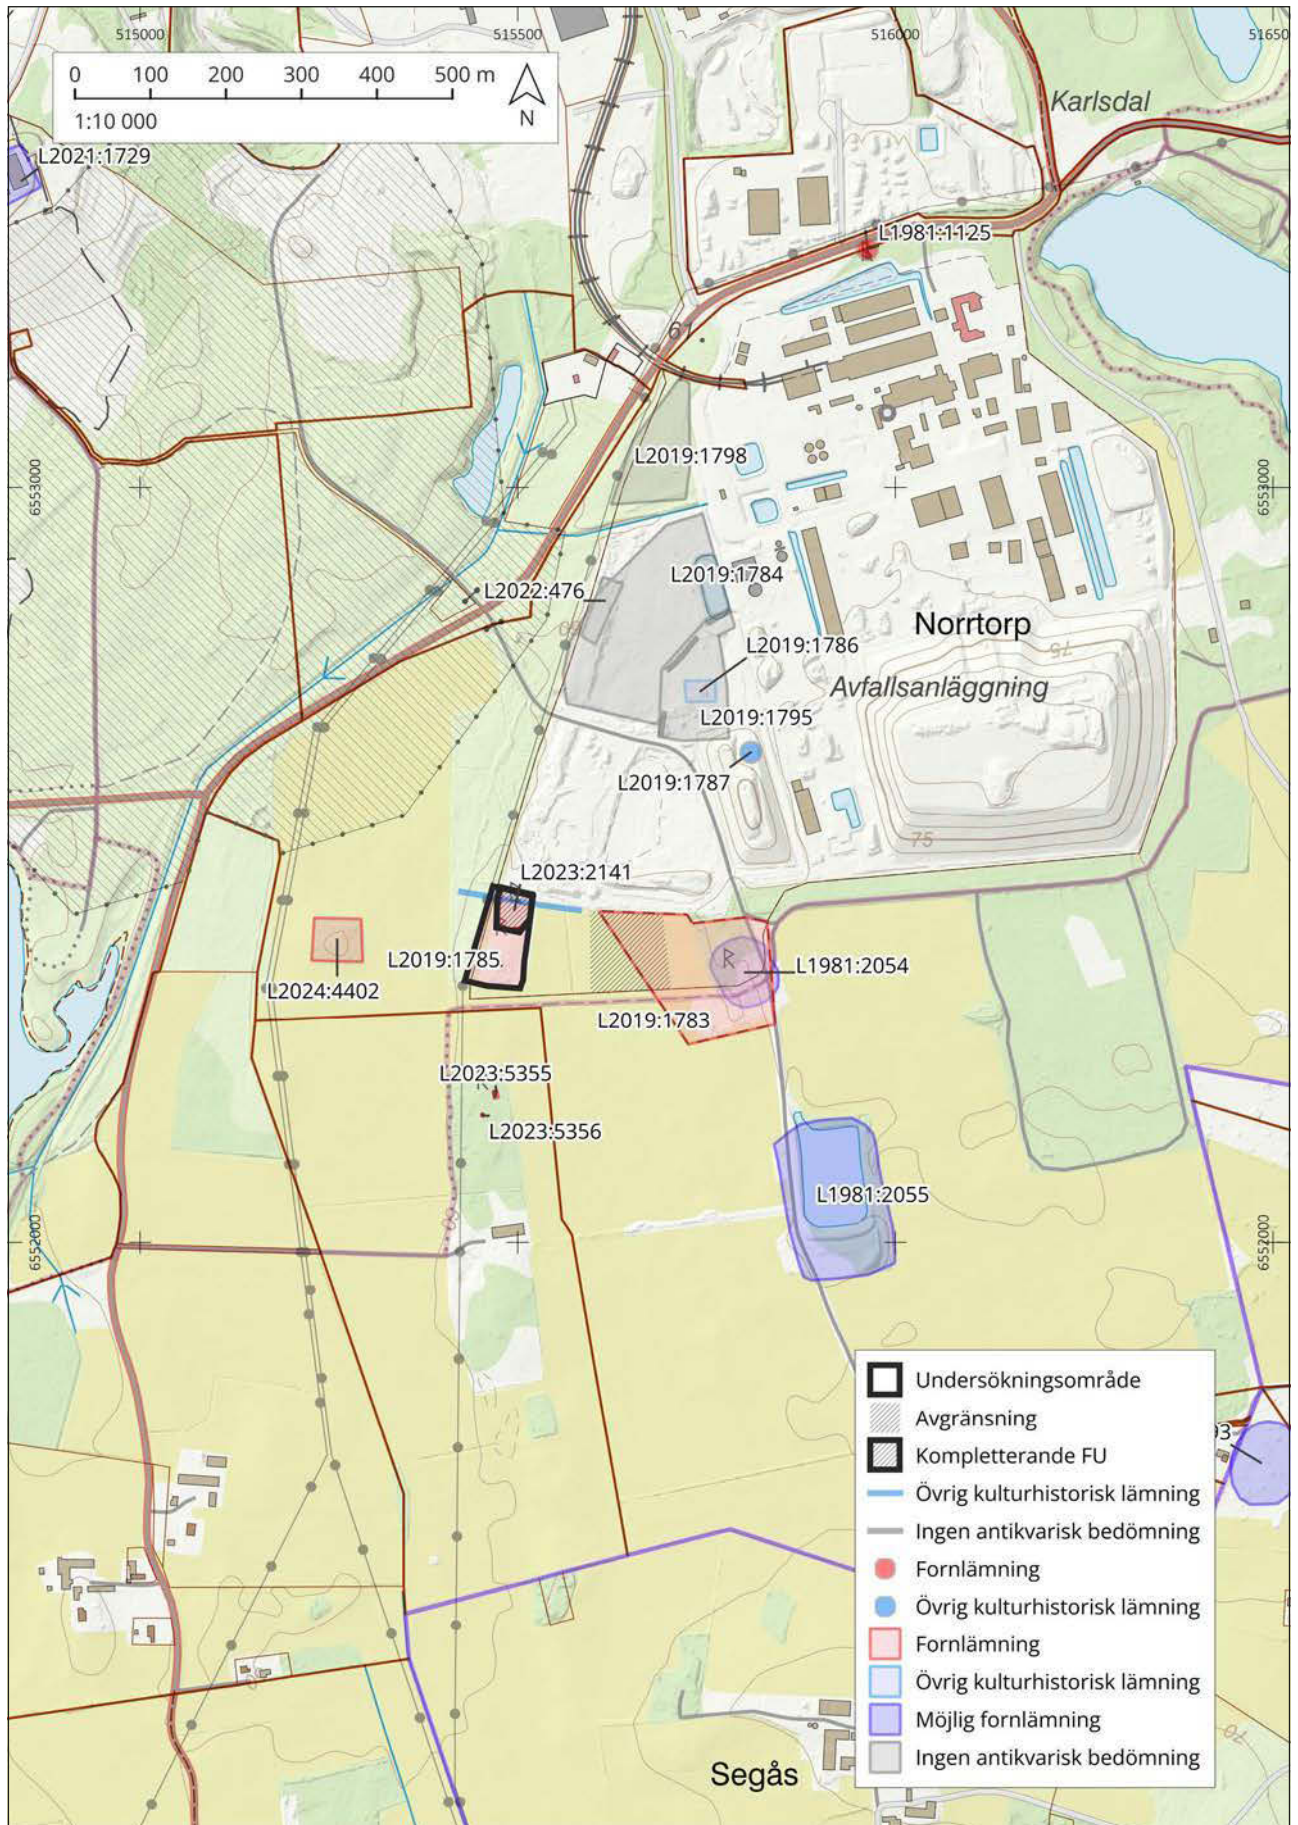 515000
515500
516000
51650
0 100 200 300 400 500 m
N
1:10 000
Karlsdal
L2021:1729
L1981:1125
L2019:1798
6553000
6553000
L2019:1784
L2022:476
Norrtorp
L2019:1786
75
Avfallsanläggning
L2019:1795
L2019:1787
75
L2023:2141
L2019:1785
R
L1981:2054
L2024:4402
L2019:1783
L2023:5355
R
L2023:5356
L1981:2055
6552000
6552000
Undersökningsområde
Avgränsning
Kompletterande FU
93
Övrig kulturhistorisk lämning
Ingen antikvarisk bedömning
Fornlämning
Övrig kulturhistorisk lämning
Fornlämning
Övrig kulturhistorisk lämning
Möjlig fornlämning
Ingen antikvarisk bedömning
70
Segås